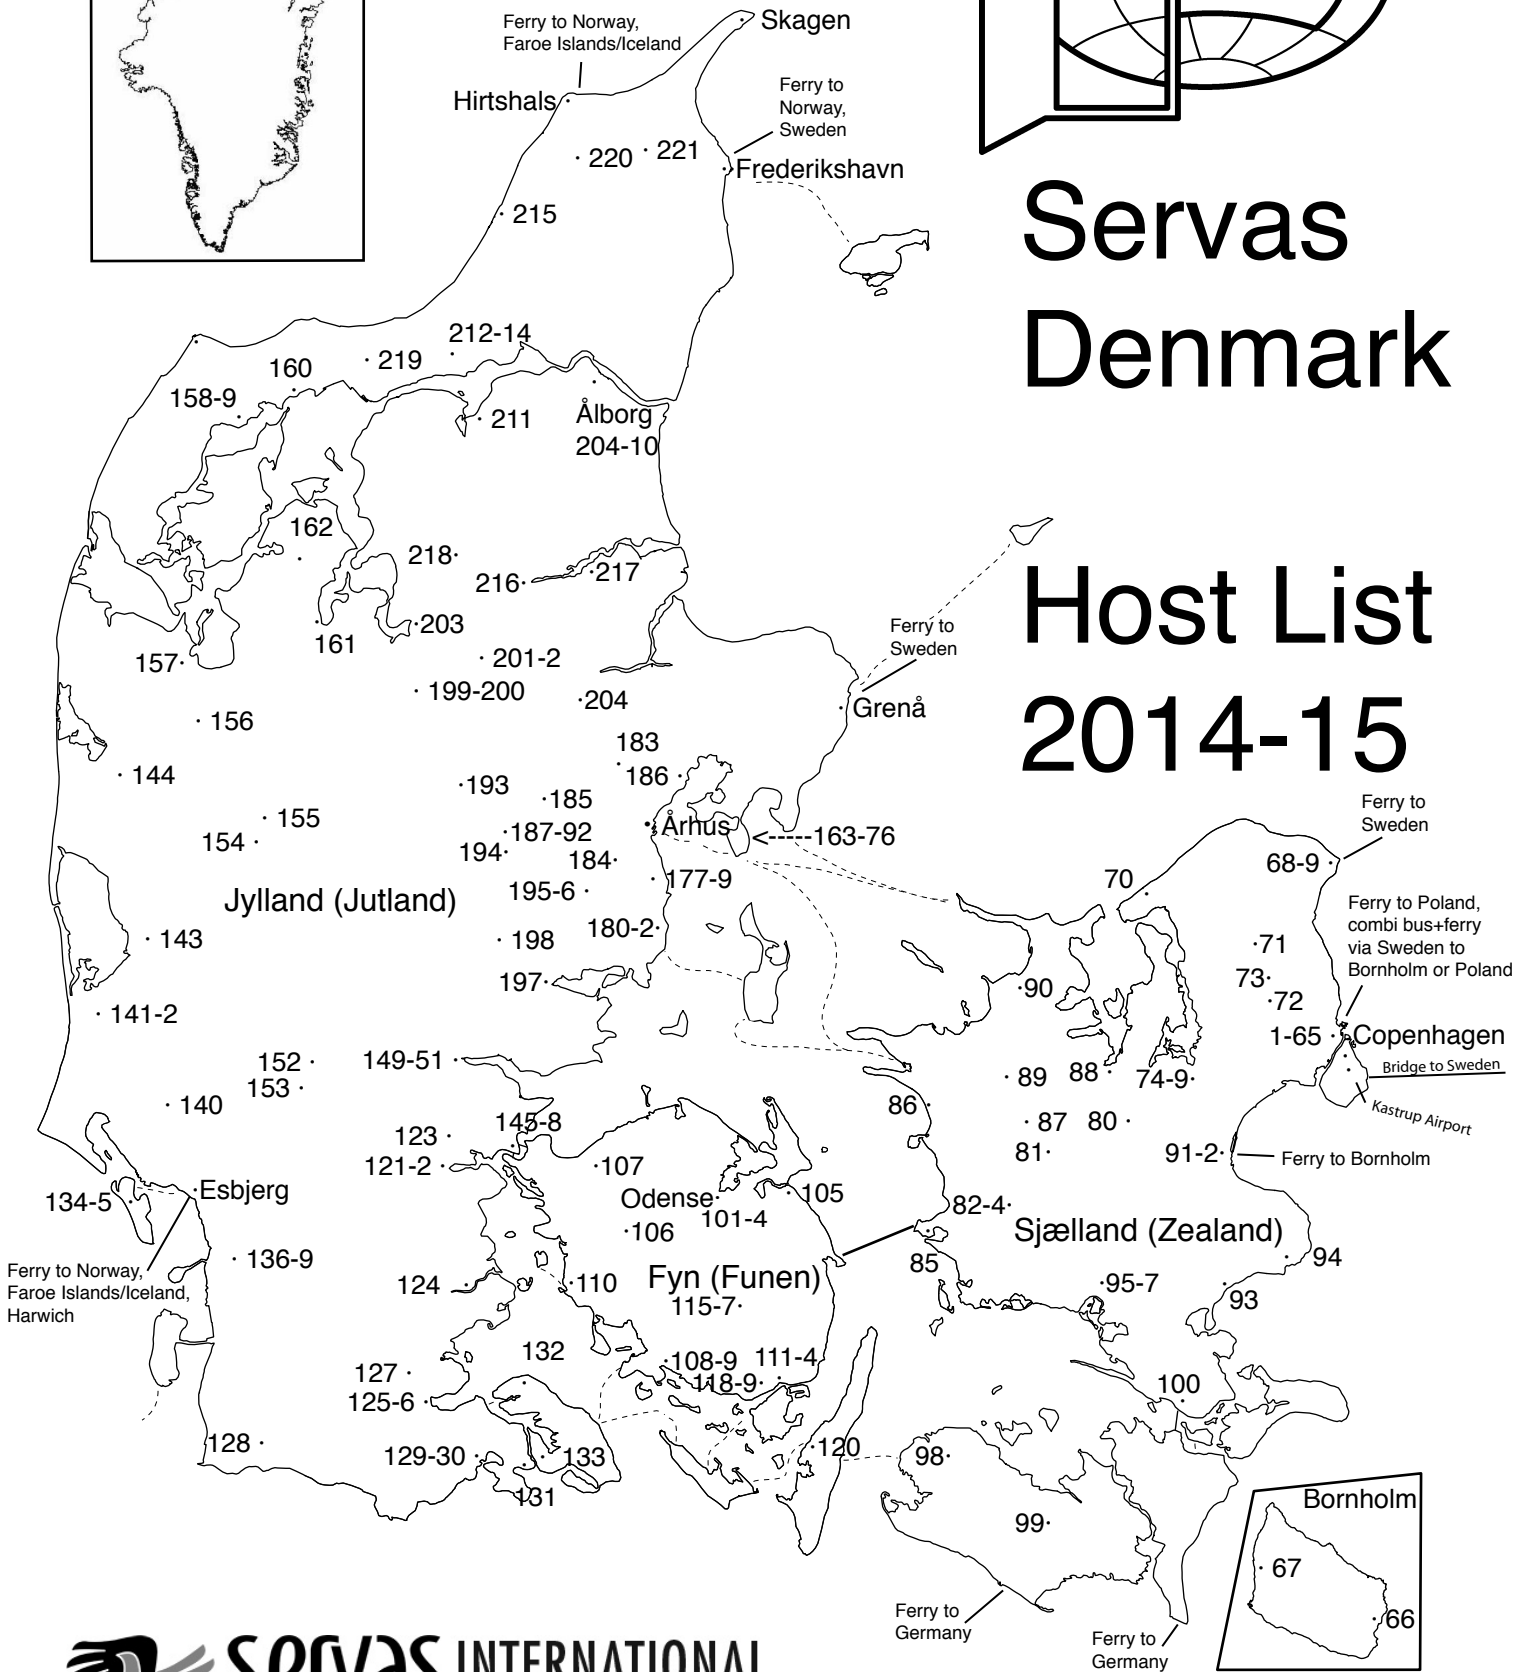 Ferry to Norway,
Faroe Islands/Iceland
Skagen
Hirtshals
Ferry to
Norway,
Sweden
220
221
Frederikshavn
215
Servas
Denmark
212-14
219
160
158-9
211
Ålborg
204-10
162
218
216
217
Host List
2014-15
203
161
Ferry to
Sweden
157
201-2
199-200
204
Grenå
156
183
186
144
193
185
155
154
187-92
Århus
<-----163-76
194
184
Ferry to
Sweden
68-9
70
177-9
195-6
Jylland (Jutland)
Ferry to Poland,
combi bus+ferry
via Sweden to
Bornholm or Poland
143
198
180-2
71
73
72
197
90
141-2
1-65
Copenhagen
Bridge to Sweden
152
149-51
153
89
88
74-9
140
86
Kastrup Airport
145-8
123
87
80
121-2
107
81
91-2
Ferry to Bornholm
Esbjerg
134-5
Odense
101-4
105
82-4
106
Sjælland (Zealand)
136-9
85
94
Ferry to Norway,
Faroe Islands/Iceland,
Harwich
124
110
Fyn (Funen)
115-7
95-7
93
132
127
108-9
111-4
118-9
125-6
100
128
129-30
133
120
98
131
99
Bornholm
67
66
Ferry to
Germany
Ferry to
Germany
servas INTERNATIONAL